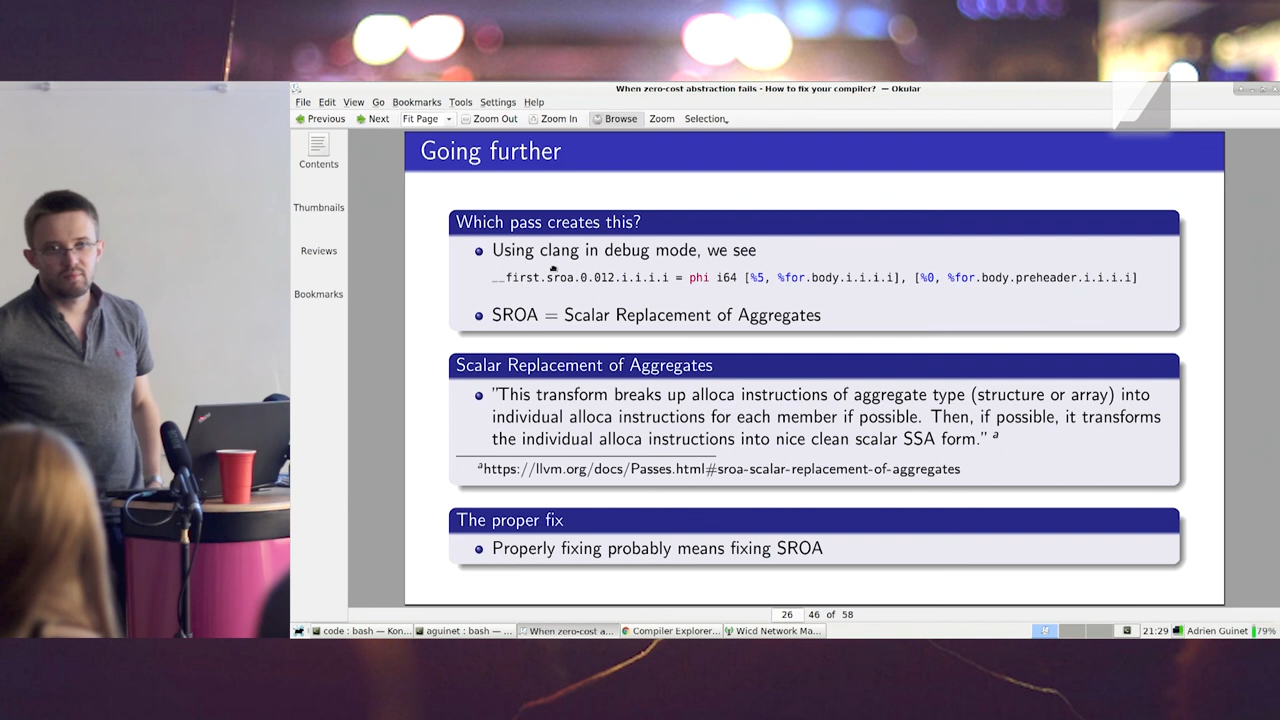 When zero-cost abstraction fails - How to fix your compiler? — Okular
File Edit View Go Bookmarks Tools Settings Help
Previous Next Fit Page Zoom Out Zoom In Browse Zoom Selection
Contents
Thumbnails
Reviews
Bookmarks
Going further
Which pass creates this?
Using clang in debug mode, we see
__first.sroa.0.012.i.i.i.i = phi i64 [%5, %for.body.i.i.i.i], [%0, %for.body.preheader.i.i.i.i]
SROA = Scalar Replacement of Aggregates
Scalar Replacement of Aggregates
"This transform breaks up alloca instructions of aggregate type (structure or array) into
individual alloca instructions for each member if possible. Then, if possible, it transforms
the individual alloca instructions into nice clean scalar SSA form." a
ahttps://llvm.org/docs/Passes.html#sroa-scalar-replacement-of-aggregates
The proper fix
Properly fixing probably means fixing SROA
26 46 of 58
code : bash — Kon... aguinet : bash — ... When zero-cost a... Compiler Explorer... Wicd Network Ma... 21:29 Adrien Guinet 79%